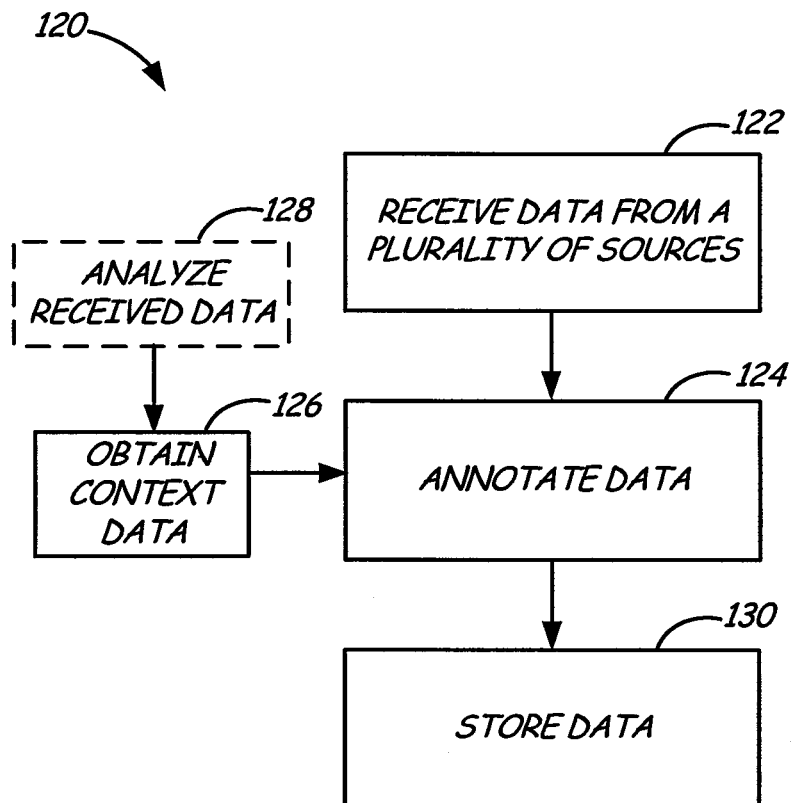 120
122
RECEIVE DATA FROM A
PLURALITY OF SOURCES
128
ANALYZE
RECEIVED DATA
124
ANNOTATE DATA
126
OBTAIN
CONTEXT
DATA
130
STORE DATA